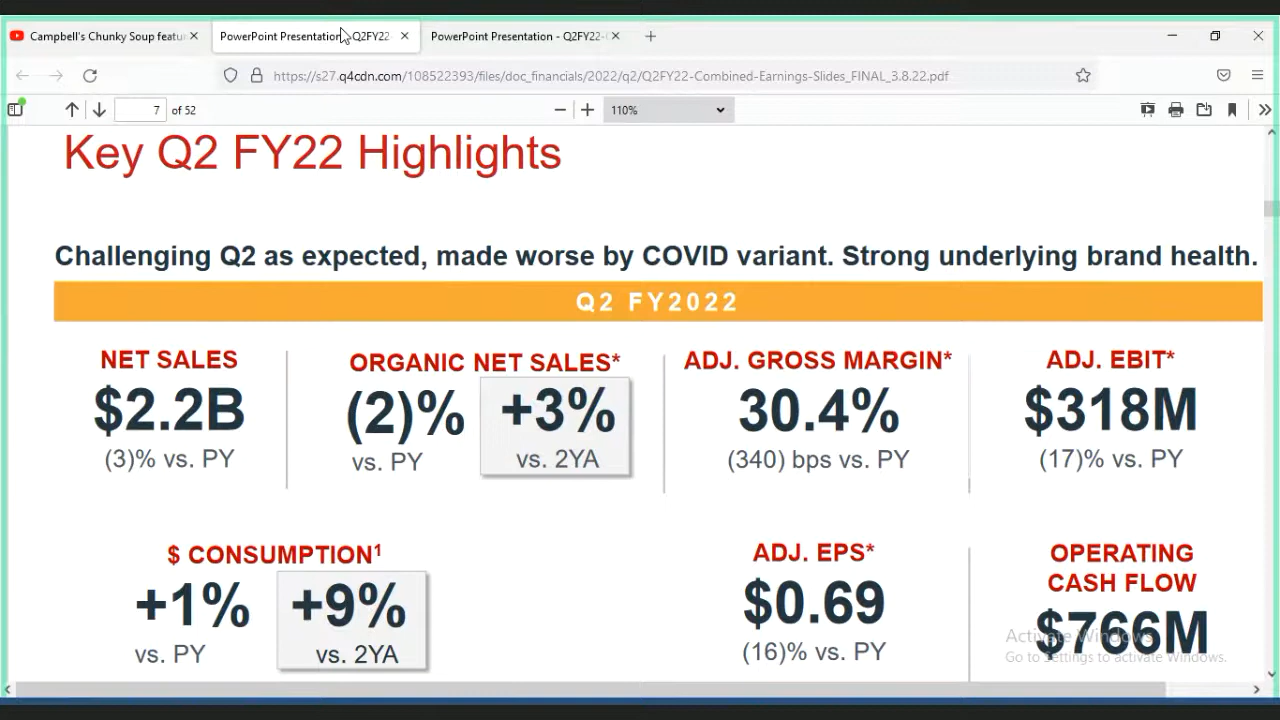 Campbell's Chunky Soup featu
PowerPoint Presentation - Q2FY22
PowerPoint Presentation - Q2FY22-
https://s27.q4cdn.com/108522393/files/doc_financials/2022/q2/Q2FY22-Combined-Earnings-Slides_FINAL_3.8.22.pdf
7 of 52
110%
Key Q2 FY22 Highlights
Challenging Q2 as expected, made worse by COVID variant. Strong underlying brand health.
Q2 FY2022
NET SALES
$2.2B
(3)% vs. PY
ORGANIC NET SALES*
(2)%
vs. PY
+3%
vs. 2YA
ADJ. GROSS MARGIN*
30.4%
(340) bps vs. PY
ADJ. EBIT*
$318M
(17)% vs. PY
$ CONSUMPTION¹
+1%
vs. PY
+9%
vs. 2YA
ADJ. EPS*
$0.69
(16)% vs. PY
OPERATING
CASH FLOW
$766M
Activate Windows
Go to Settings to activate Windows.